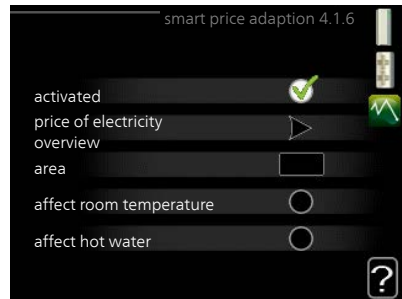 smart price adaption 4.1.6
activated
price of electricity
overview
area
affect room temperature
affect hot water
?